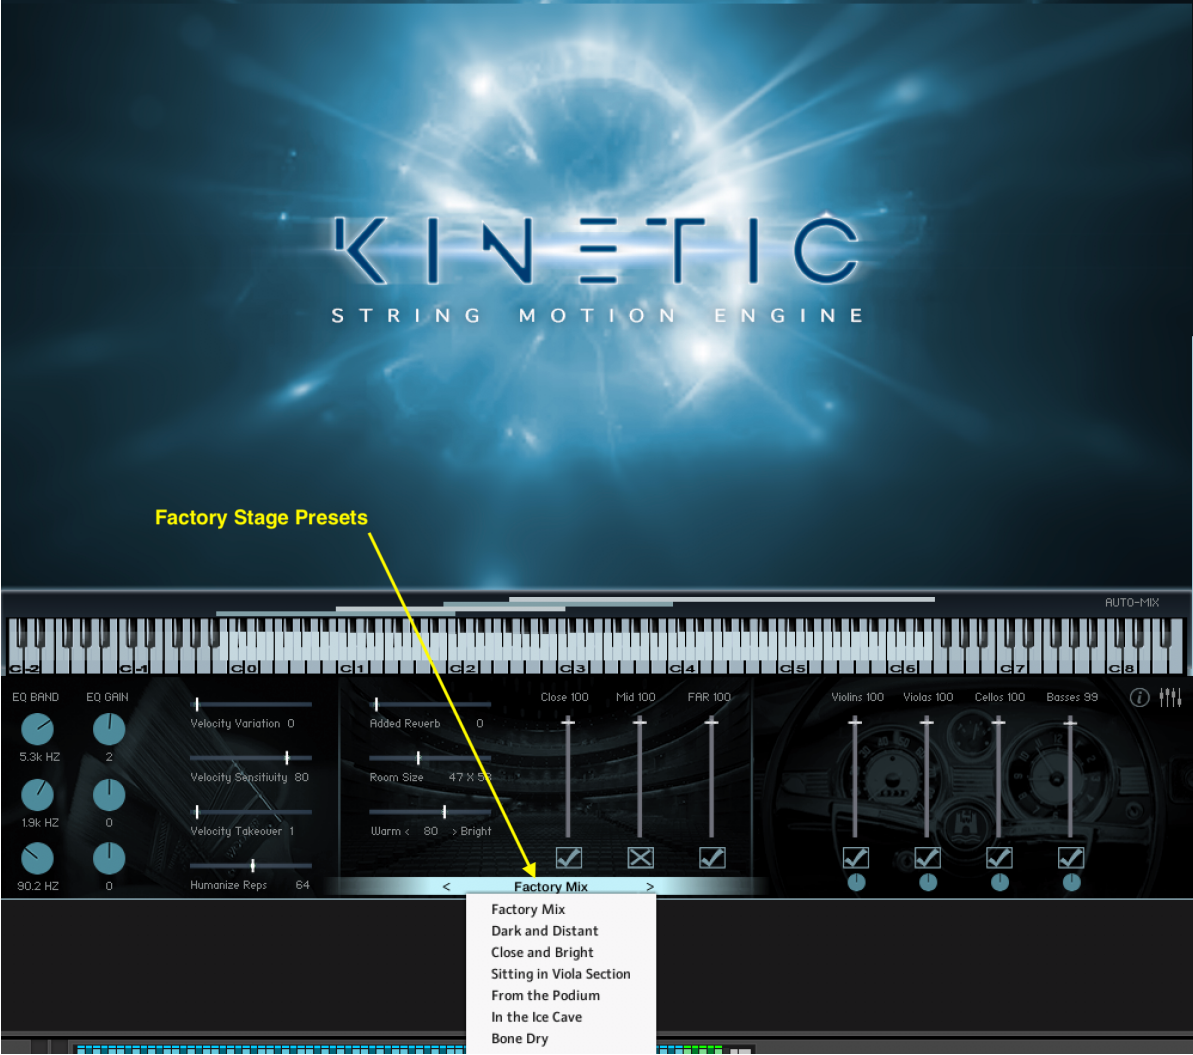 KINETIC
STRING MOTION ENGINE
Factory Stage Presets
AUTO-MIX
C-2 C-1 C0 C1 C2 C3 C4 C5 C6 C7 C8
EQ BAND EQ GAIN
5.3k HZ 2
1.9k HZ 0
90.2 HZ 0
Velocity Variation 0
Velocity Sensitivity 80
Velocity Takeover 1
Humanize Reps 64
Added Reverb 0
Room Size 47 X 52
Warm < 80 > Bright
Close 100 Mid 100 FAR 100
Violins 100 Violas 100 Cellos 100 Basses 99
i
< Factory Mix >
Factory Mix
Dark and Distant
Close and Bright
Sitting in Viola Section
From the Podium
In the Ice Cave
Bone Dry